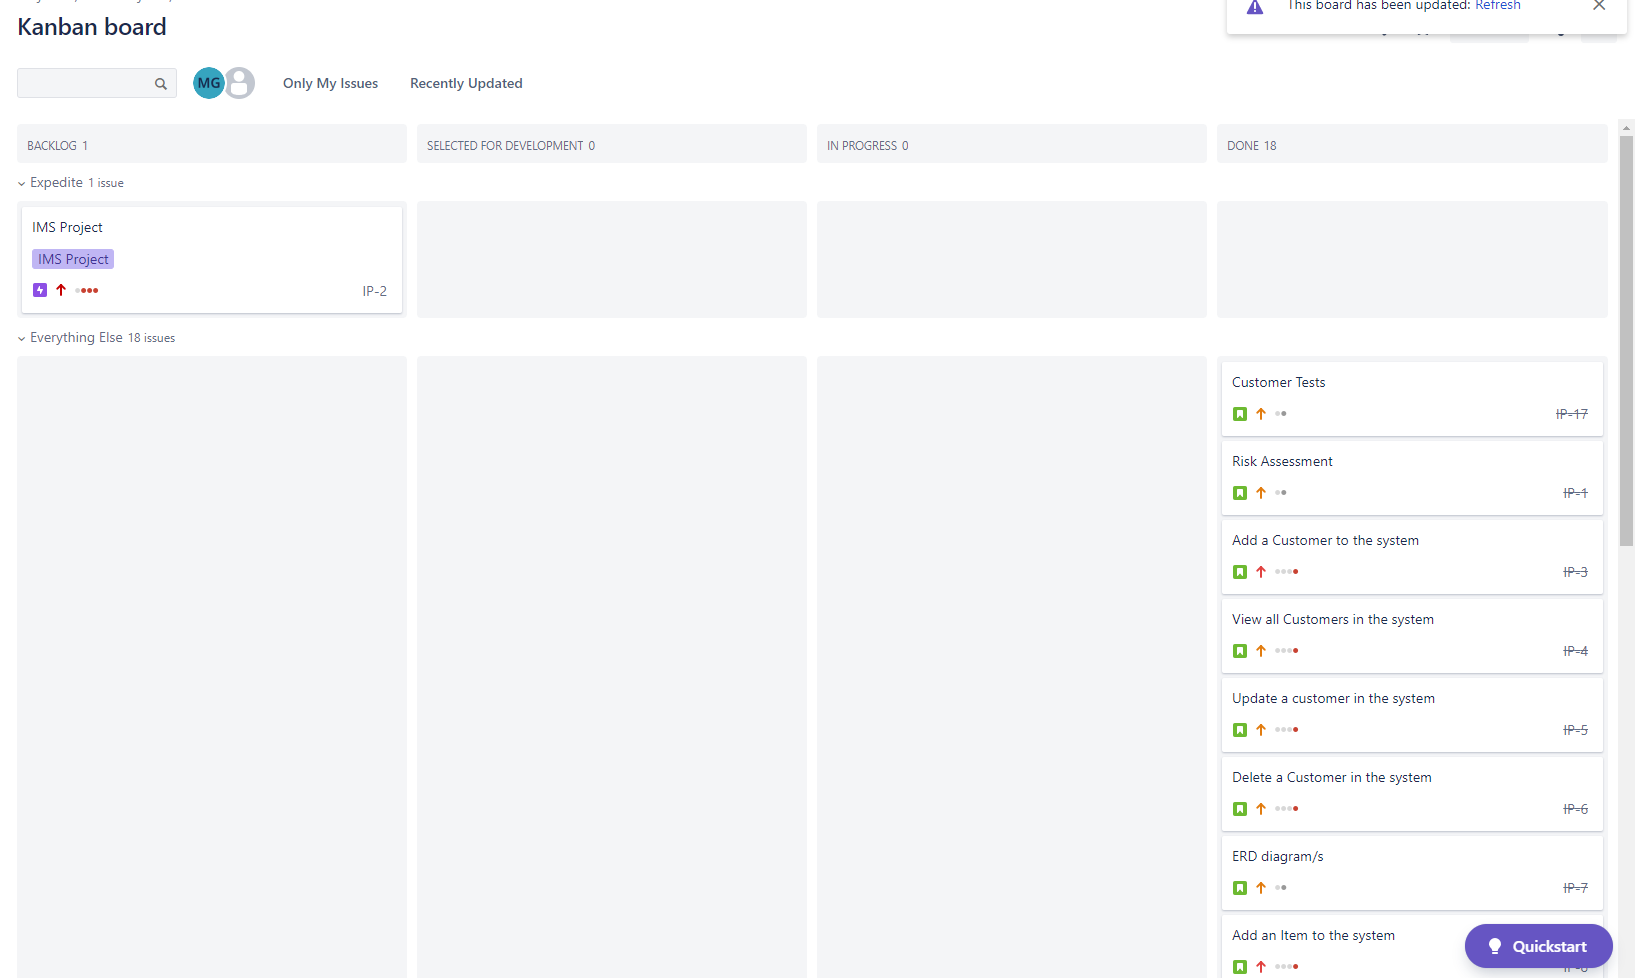 This board has been updated: Refresh
Kanban board
MG
Only My Issues
Recently Updated
BACKLOG 1
SELECTED FOR DEVELOPMENT 0
IN PROGRESS 0
DONE 18
Expedite 1 issue
IMS Project
IMS Project
IP-2
Everything Else 18 issues
Customer Tests
IP-17
Risk Assessment
IP-1
Add a Customer to the system
IP-3
View all Customers in the system
IP-4
Update a customer in the system
IP-5
Delete a Customer in the system
IP-6
ERD diagram/s
IP-7
Add an Item to the system
Quickstart